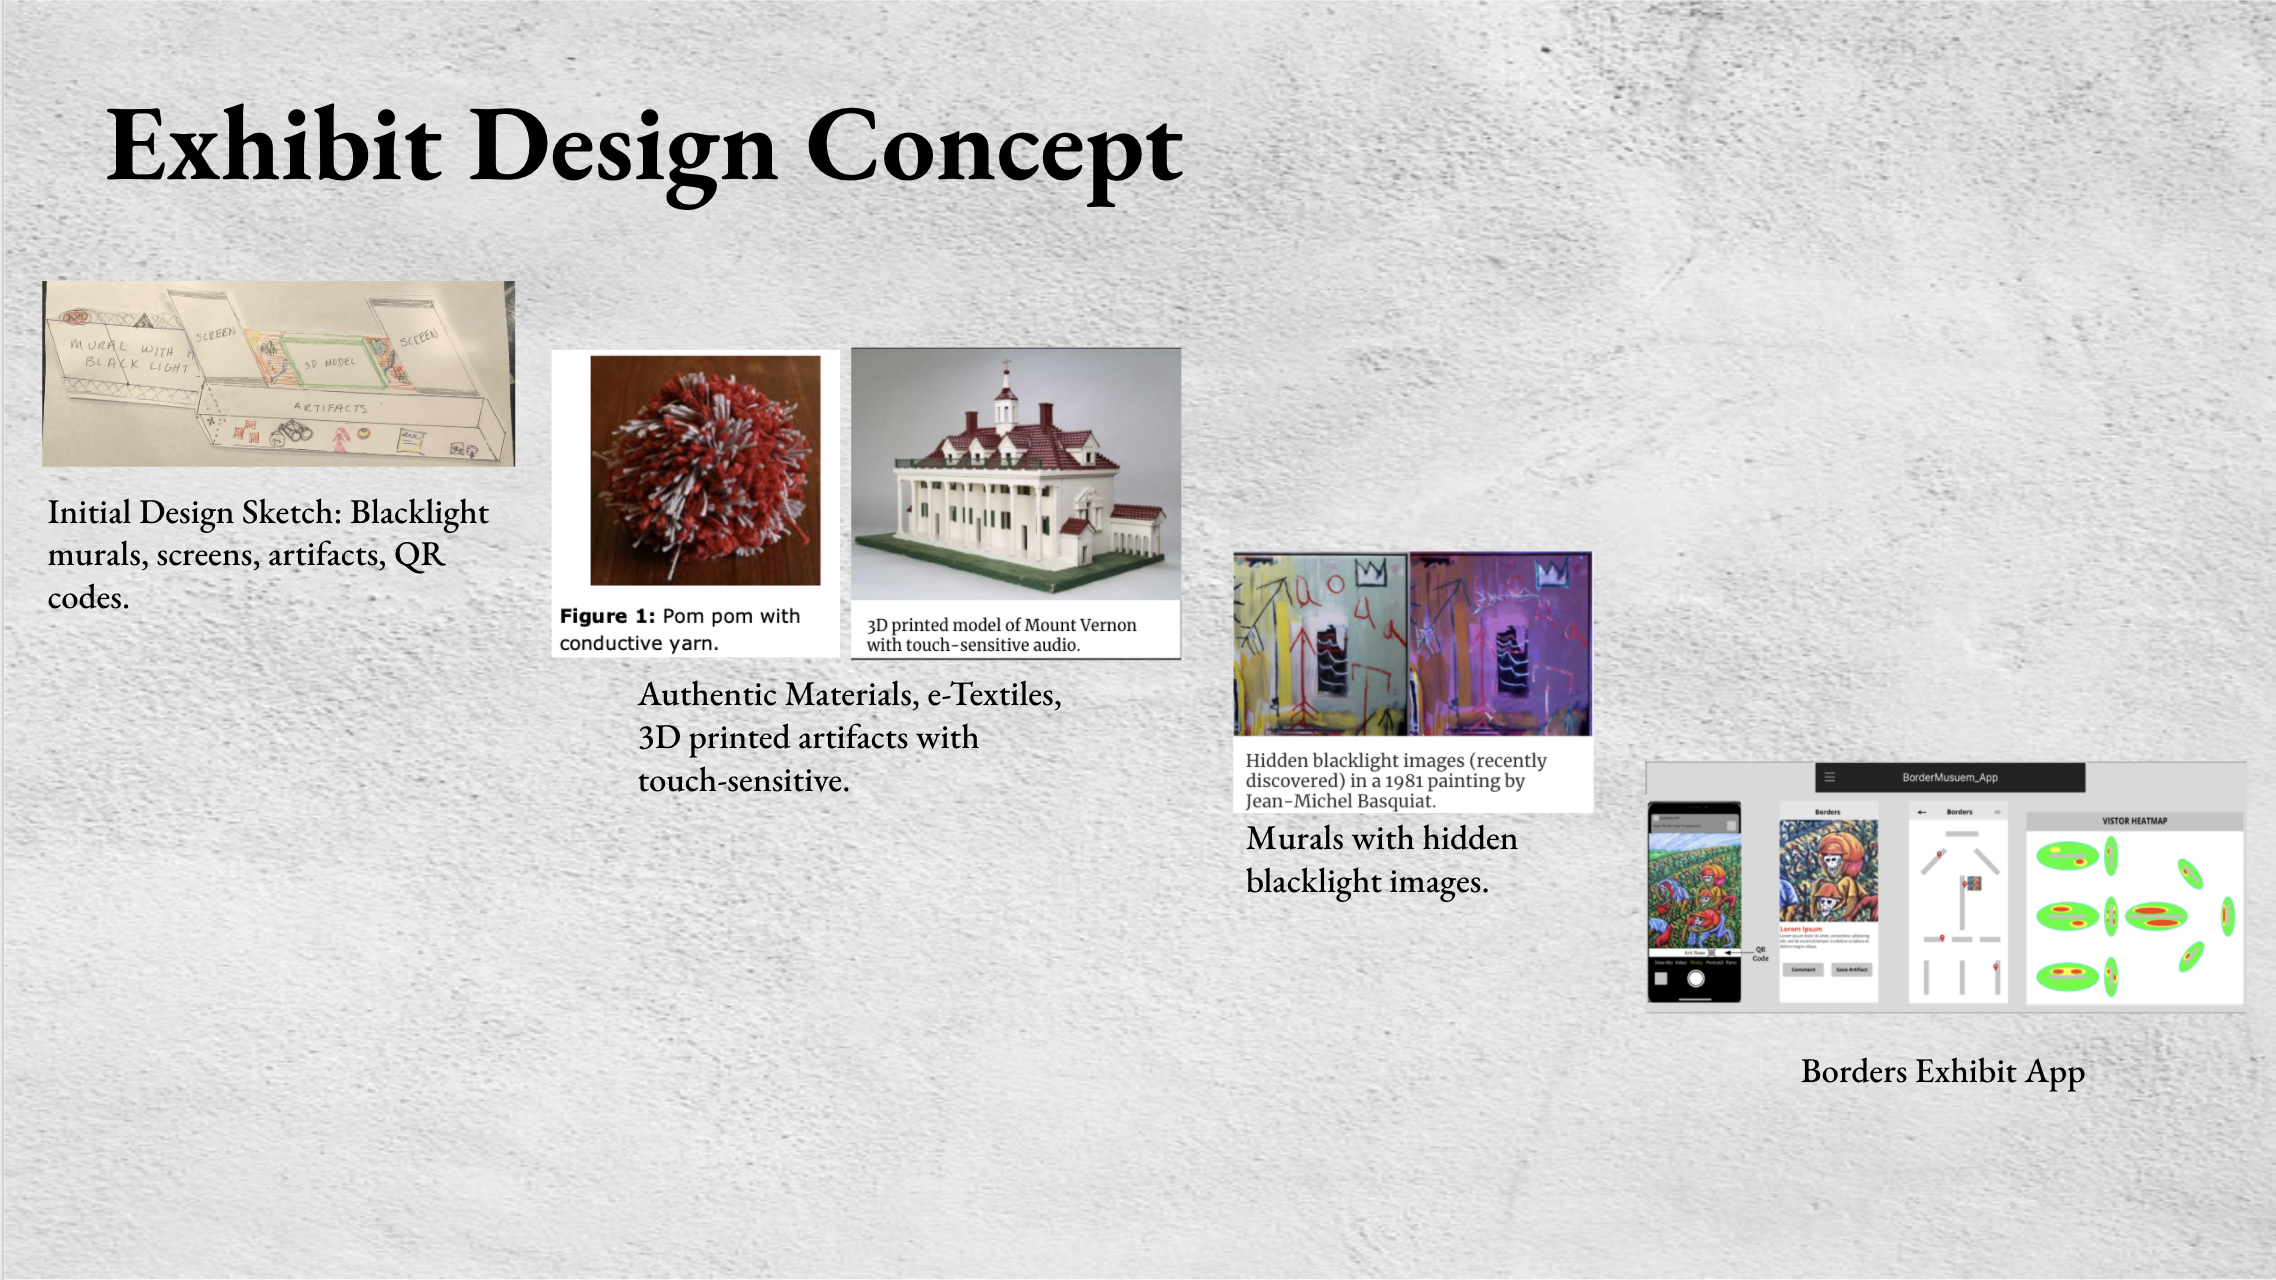 Exhibit Design Concept
MURAL WITH
BLACK LIGHT
SCREEN
3D MODEL
SCREEN
ARTIFACTS
Initial Design Sketch: Blacklight
murals, screens, artifacts, QR
codes.
Figure 1: Pom pom with
conductive yarn.
3D printed model of Mount Vernon
with touch-sensitive audio.
Authentic Materials, e-Textiles,
3D printed artifacts with
touch-sensitive.
Hidden blacklight images (recently
discovered) in a 1981 painting by
Jean-Michel Basquiat.
Murals with hidden
blacklight images.
BorderMusuem_App
QR
Code
Borders
Lorem Ipsum
Comment
Save Artifact
Borders
VISTOR HEATMAP
Borders Exhibit App